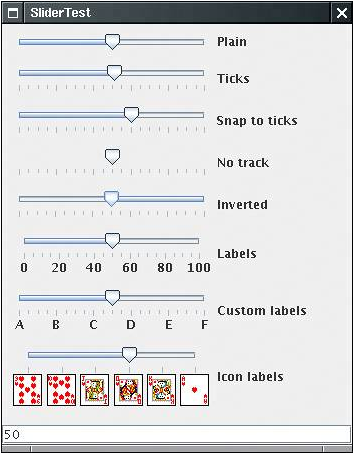 SliderTest
Plain
Ticks
Snap to ticks
No track
Inverted
0 20 40 60 80 100 Labels
A B C D E F Custom labels
Icon labels
50